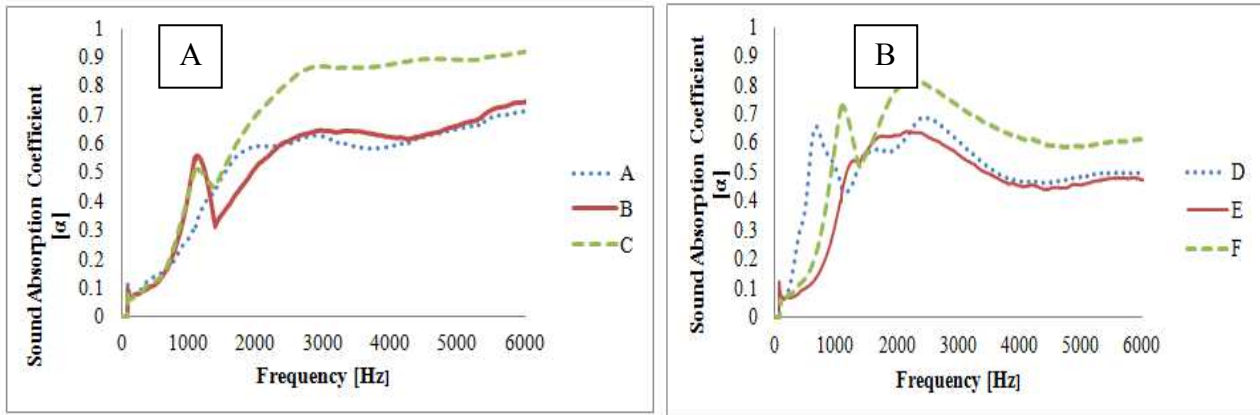 A
Sound Absorption Coefficient
[α]
1
0.9
0.8
0.7
0.6
0.5
0.4
0.3
0.2
0.1
0
0 1000 2000 3000 4000 5000 6000
Frequency [Hz]
A
B
C
B
Sound Absorption Coefficient
[α]
1
0.9
0.8
0.7
0.6
0.5
0.4
0.3
0.2
0.1
0
0 1000 2000 3000 4000 5000 6000
Frequency [Hz]
D
E
F